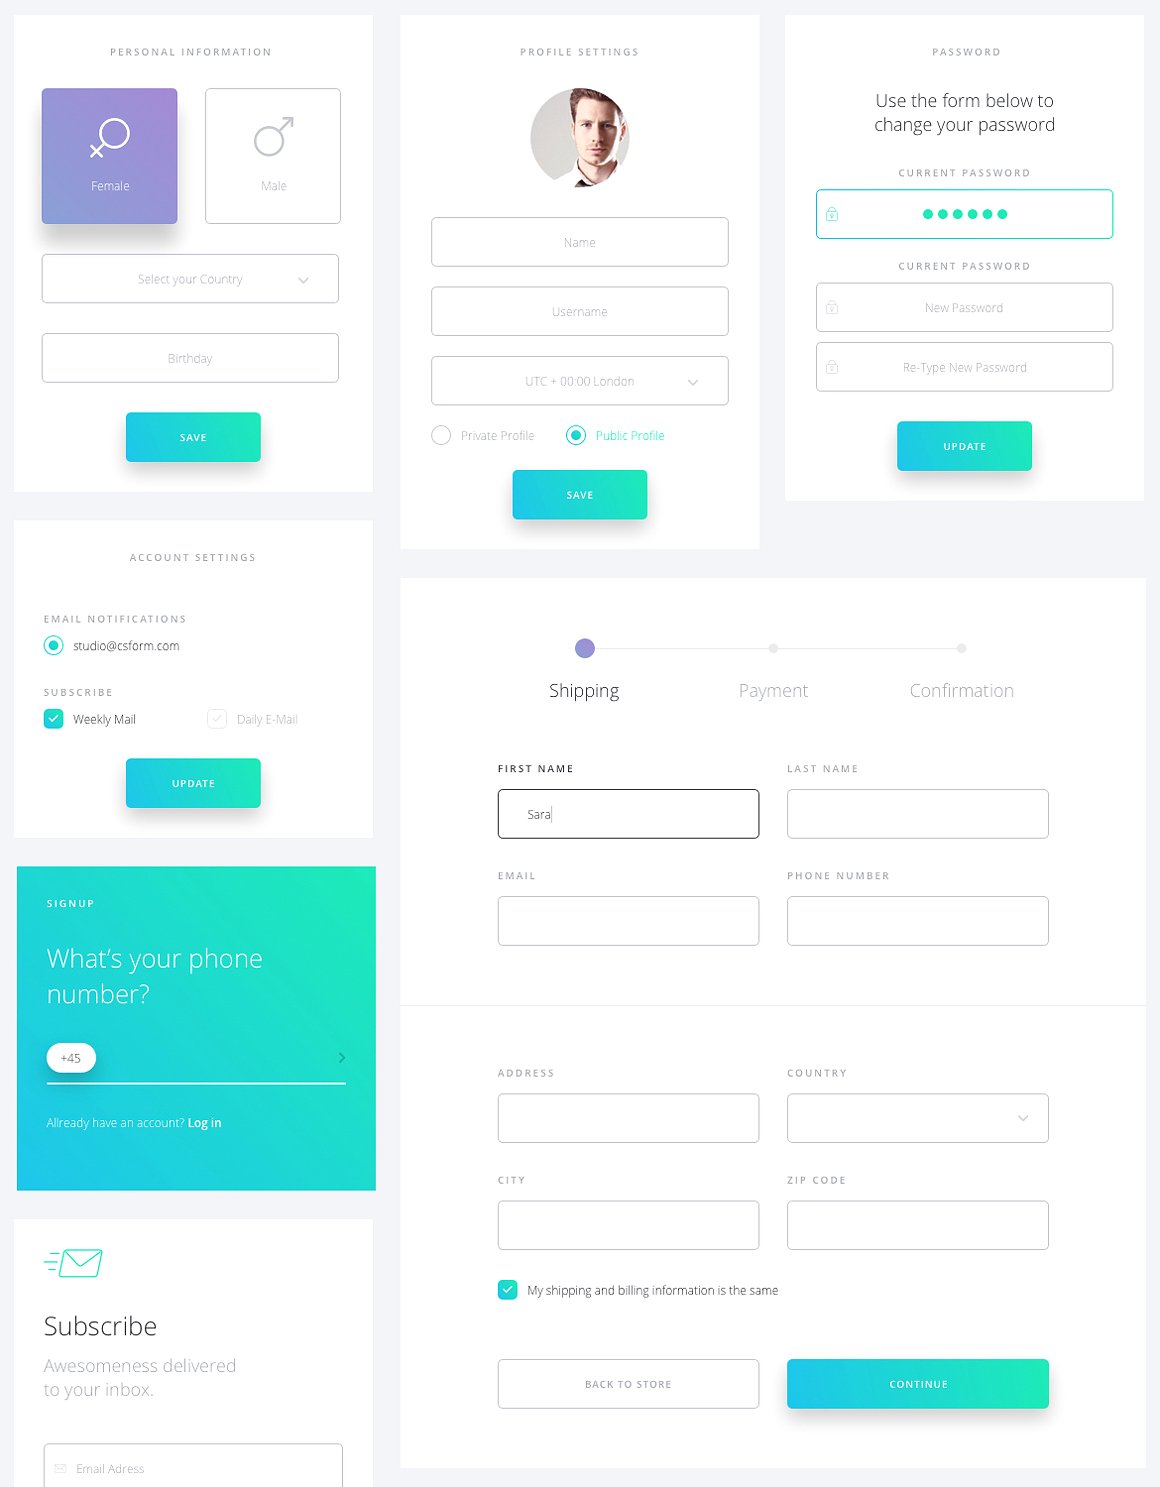 PERSONAL INFORMATION
Female
Male
Select your Country
Birthday
SAVE
PROFILE SETTINGS
Name
Username
UTC + 00:00 London
Private Profile
Public Profile
SAVE
PASSWORD
Use the form below to
change your password
CURRENT PASSWORD
CURRENT PASSWORD
New Password
Re-Type New Password
UPDATE
ACCOUNT SETTINGS
EMAIL NOTIFICATIONS
studio@csform.com
SUBSCRIBE
Weekly Mail
Daily E-Mail
UPDATE
SIGNUP
What's your phone
number?
+45
Allready have an account? Log in
Subscribe
Awesomeness delivered
to your inbox.
Email Adress
Shipping
Payment
Confirmation
FIRST NAME
LAST NAME
Sara
EMAIL
PHONE NUMBER
ADDRESS
COUNTRY
CITY
ZIP CODE
My shipping and billing information is the same
BACK TO STORE
CONTINUE